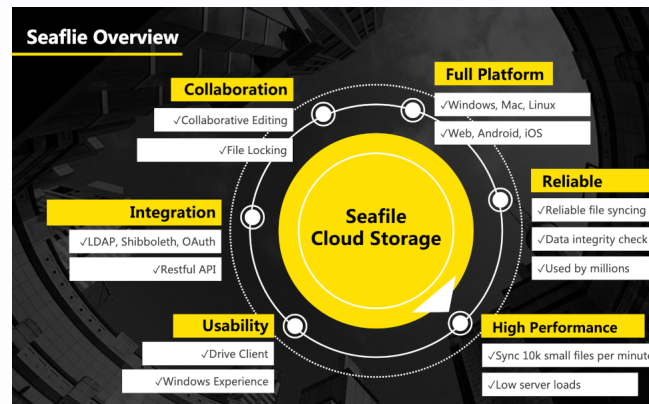 Seaflie Overview
Collaboration
✓Collaborative Editing
✓File Locking
Full Platform
✓Windows, Mac, Linux
✓Web, Android, iOS
Integration
✓LDAP, Shibboleth, OAuth
✓Restful API
Seafile
Cloud Storage
Reliable
✓Reliable file syncing
✓Data integrity check
✓Used by millions
Usability
✓Drive Client
✓Windows Experience
High Performance
✓Sync 10k small files per minute
✓Low server loads